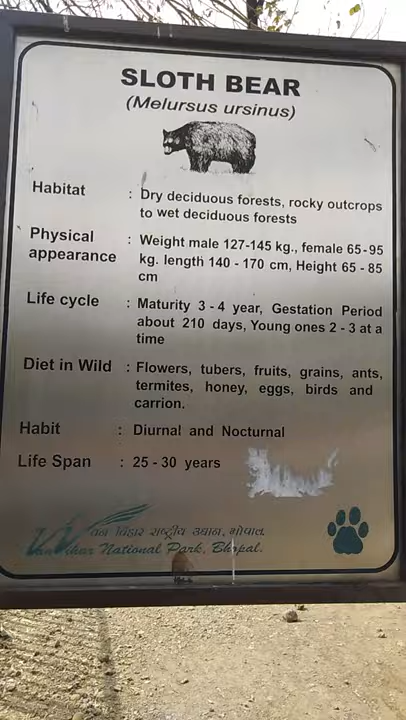 SLOTH BEAR
(Melursus ursinus)
Habitat : Dry deciduous forests, rocky outcrops
to wet deciduous forests
Physical : Weight male 127-145 kg., female 65-95
appearance kg. length 140 - 170 cm, Height 65 - 85
cm
Life cycle : Maturity 3 - 4 year, Gestation Period
about 210 days, Young ones 2 - 3 at a
time
Diet in Wild : Flowers, tubers, fruits, grains, ants,
termites, honey, eggs, birds and
carrion.
Habit : Diurnal and Nocturnal
Life Span : 25 - 30 years
वन विहार राष्ट्रीय उद्यान, भोपाल.
Van Vihar National Park, Bhopal.